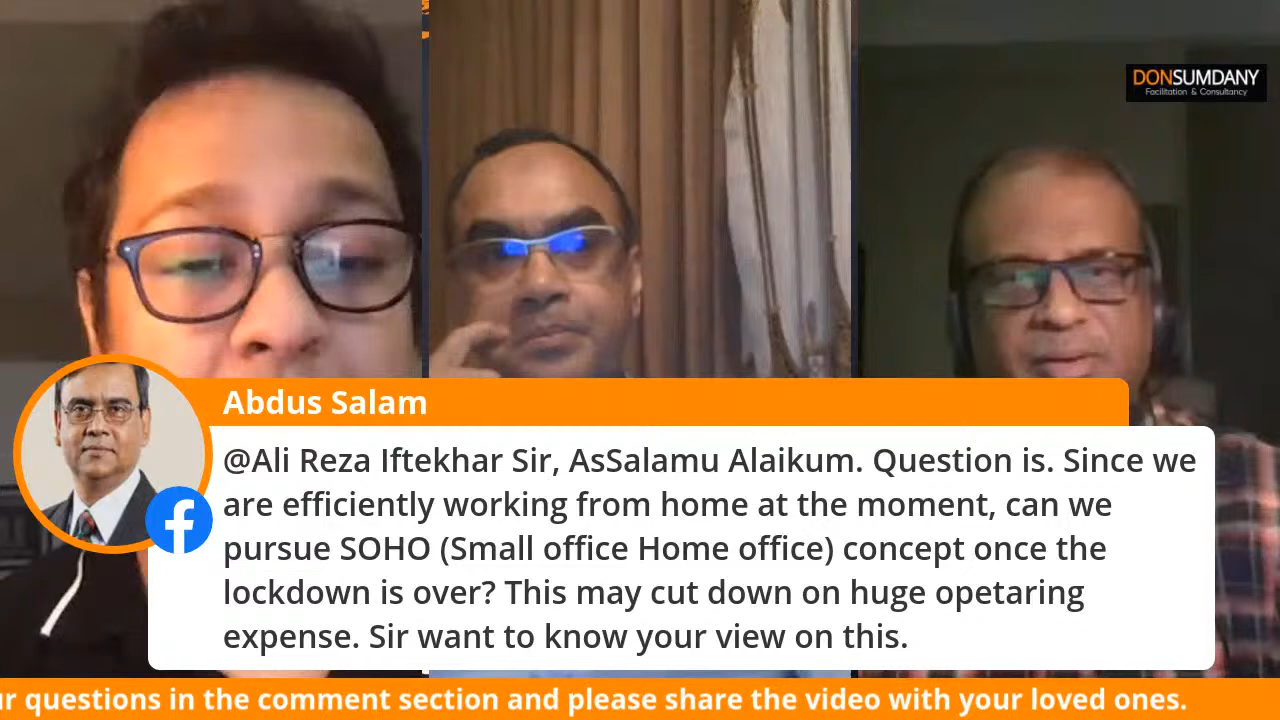 DONSUMDANY
Facilitation & Consultancy
Abdus Salam
@Ali Reza Iftekhar Sir, AsSalamu Alaikum. Question is. Since we
are efficiently working from home at the moment, can we
pursue SOHO (Small office Home office) concept once the
lockdown is over? This may cut down on huge opetaring
expense. Sir want to know your view on this.
questions in the comment section and please share the video with your loved ones.